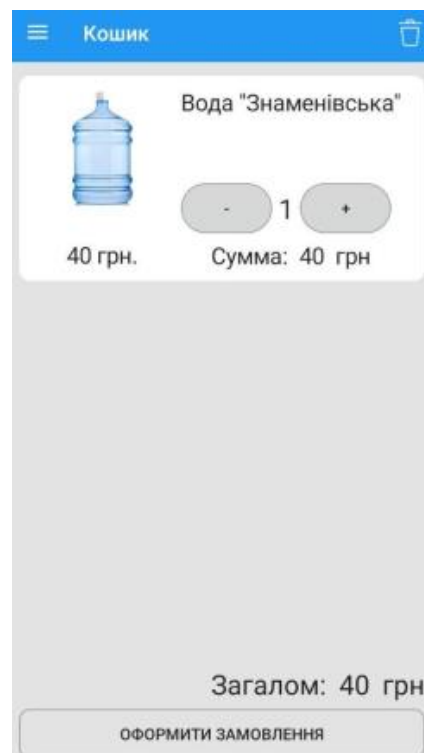 Кошик
Вода "Знаменівська"
- 1 +
40 грн. Сумма: 40 грн
Загалом: 40 грн
ОФОРМИТИ ЗАМОВЛЕННЯ